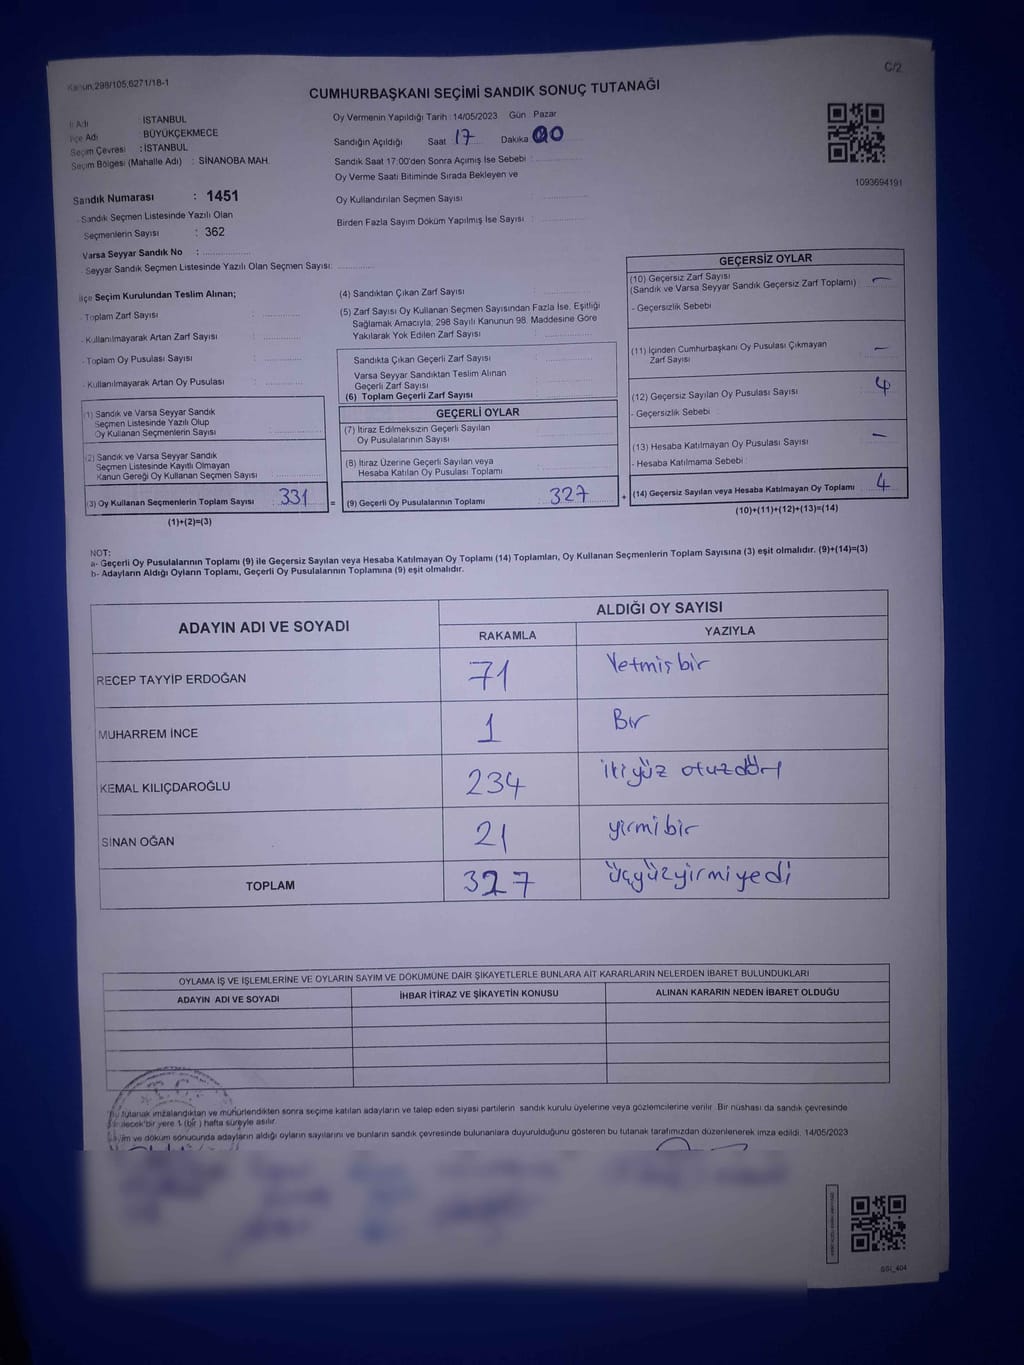 Kanun,298/105,6271/18-1
C/2
CUMHURBAŞKANI SEÇİMİ SANDIK SONUÇ TUTANAĞI
İl Adı İSTANBUL
İlçe Adı : BÜYÜKÇEKMECE
Seçim Çevresi : İSTANBUL
Seçim Bölgesi (Mahalle Adı) : SİNANOBA MAH.
Oy Vermenin Yapıldığı Tarih : 14/05/2023 Gün Pazar
Sandığın Açıldığı Saat 17 Dakika 00
Sandık Saat 17:00'den Sonra Açımış İse Sebebi :
Oy Verme Saati Bitiminde Sırada Bekleyen ve
Oy Kullandırılan Seçmen Sayısı
Birden Fazla Sayım Döküm Yapılmış İse Sayısı :
1093694191
Sandık Numarası : 1451
- Sandık Seçmen Listesinde Yazılı Olan
Seçmenlerin Sayısı : 362
Varsa Seyyar Sandık No :
Seyyar Sandık Seçmen Listesinde Yazılı Olan Seçmen Sayısı:
İlçe Seçim Kurulundan Teslim Alınan;
- Toplam Zarf Sayısı :
- Kullanılmayarak Artan Zarf Sayısı :
- Toplam Oy Pusulası Sayısı :
- Kullanılmayarak Artan Oy Pusulası :
(4) Sandıktan Çıkan Zarf Sayısı :
(5) Zarf Sayısı Oy Kullanan Seçmen Sayısından Fazla İse, Eşitliği
Sağlamak Amacıyla, 298 Sayılı Kanunun 98. Maddesine Göre
Yakılarak Yok Edilen Zarf Sayısı :
Sandıkta Çıkan Geçerli Zarf Sayısı
Varsa Seyyar Sandıktan Teslim Alınan
Geçerli Zarf Sayısı
(6) Toplam Geçerli Zarf Sayısı
GEÇERSİZ OYLAR
(10) Geçersiz Zarf Sayısı
(Sandık ve Varsa Seyyar Sandık Geçersiz Zarf Toplamı) -
- Geçersizlik Sebebi
(11) İçinden Cumhurbaşkanı Oy Pusulası Çıkmayan
Zarf Sayısı -
(12) Geçersiz Sayılan Oy Pusulası Sayısı 4
- Geçersizlik Sebebi
(13) Hesaba Katılmayan Oy Pusulası Sayısı -
- Hesaba Katılmama Sebebi
(14) Geçersiz Sayılan veya Hesaba Katılmayan Oy Toplamı 4
(10)+(11)+(12)+(13)=(14)
(1) Sandık ve Varsa Seyyar Sandık
Seçmen Listesinde Yazılı Olup
Oy Kullanan Seçmenlerin Sayısı
(2) Sandık ve Varsa Seyyar Sandık
Seçmen Listesinde Kayıtlı Olmayan
Kanun Gereği Oy Kullanan Seçmen Sayısı
(3) Oy Kullanan Seçmenlerin Toplam Sayısı 331 =
(1)+(2)=(3)
GEÇERLİ OYLAR
(7) İtiraz Edilmeksizin Geçerli Sayılan
Oy Pusulalarının Sayısı
(8) İtiraz Üzerine Geçerli Sayılan veya
Hesaba Katılan Oy Pusulası Toplamı
(9) Geçerli Oy Pusulalarının Toplamı 327 +
NOT:
a- Geçerli Oy Pusulalarının Toplamı (9) ile Geçersiz Sayılan veya Hesaba Katılmayan Oy Toplamı (14) Toplamları, Oy Kullanan Seçmenlerin Toplam Sayısına (3) eşit olmalıdır. (9)+(14)=(3)
b- Adayların Aldığı Oyların Toplamı, Geçerli Oy Pusulalarının Toplamına (9) eşit olmalıdır.
ADAYIN ADI VE SOYADI
ALDIĞI OY SAYISI
RAKAMLA YAZIYLA
RECEP TAYYİP ERDOĞAN 71 Yetmişbir
MUHARREM İNCE 1 Bir
KEMAL KILIÇDAROĞLU 234 ikiyüz otuzdört
SİNAN OĞAN 21 yirmibir
TOPLAM 327 üçyüzyirmiyedi
OYLAMA İŞ VE İŞLEMLERİNE VE OYLARIN SAYIM VE DÖKÜMÜNE DAİR ŞİKAYETLERLE BUNLARA AİT KARARLARIN NELERDEN İBARET BULUNDUKLARI
ADAYIN ADI VE SOYADI İHBAR İTİRAZ VE ŞİKAYETİN KONUSU ALINAN KARARIN NEDEN İBARET OLDUĞU
Bu tutanak imzalandıktan ve mühürlendikten sonra seçime katılan adayların ve talep eden siyasi partilerin sandık kurulu üyelerine veya gözlemcilerine verilir. Bir nüshası da sandık çevresinde
bir yere 1 (bir) hafta süreyle asılır.
Sayım ve döküm sonucunda adayların aldığı oyların sayılarını ve bunların sandık çevresinde bulunanlara duyurulduğunu gösteren bu tutanak tarafımızdan düzenlenerek imza edildi. 14/05/2023